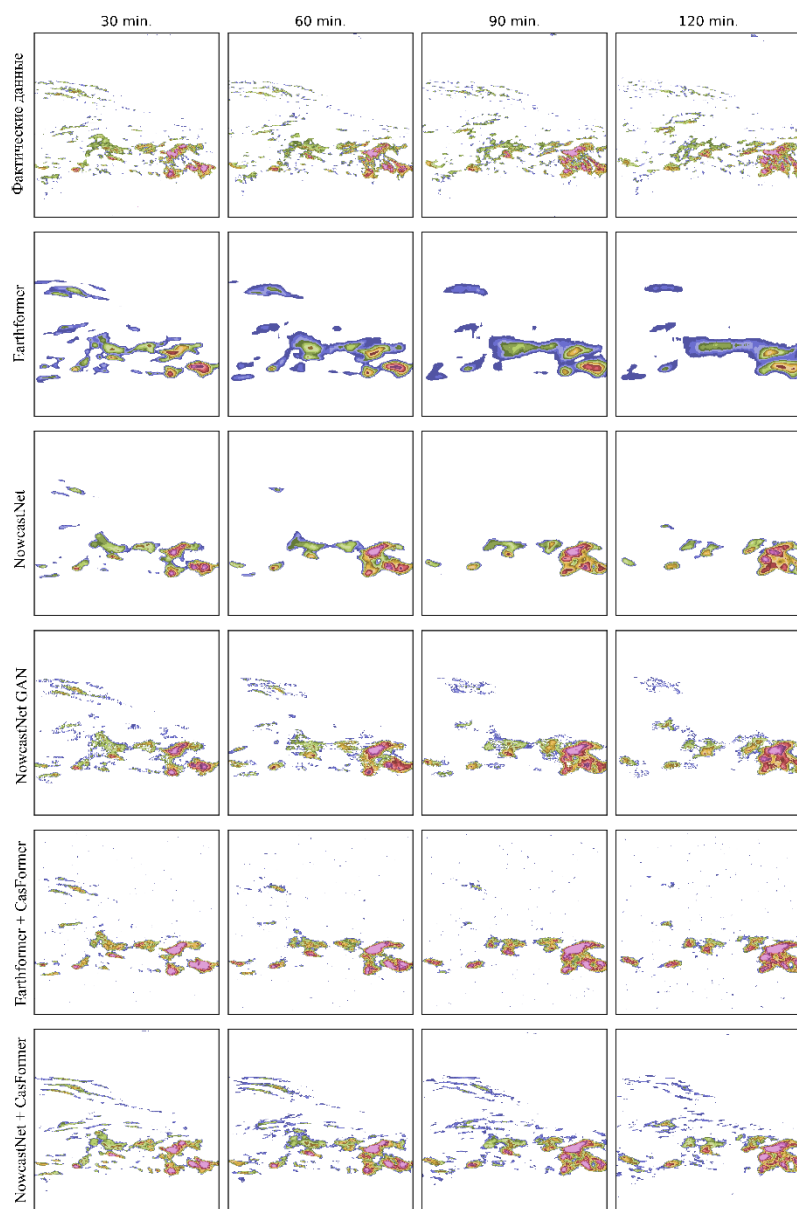 30 min.
60 min.
90 min.
120 min.
Фактические данные
Earthformer
NowcastNet
NowcastNet GAN
Earthformer + CasFormer
NowcastNet + CasFormer